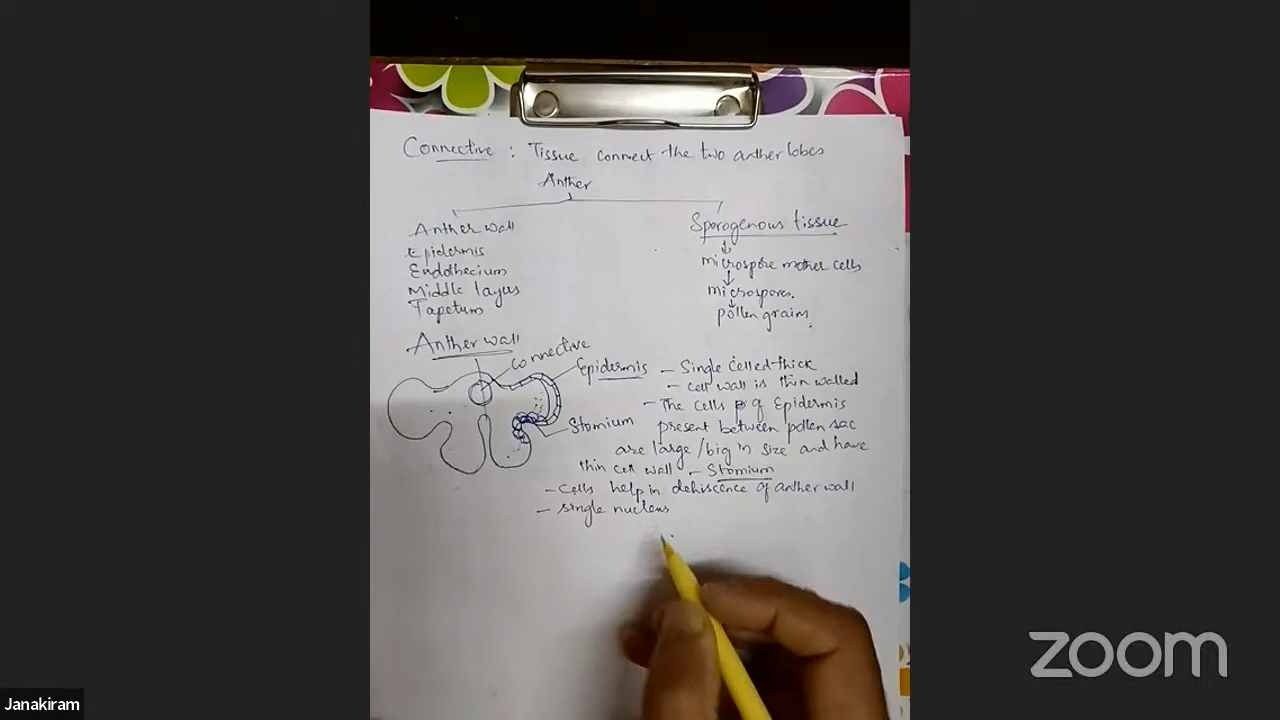 Connective : Tissue connect the two anther lobes
Anther
Anther wall
Epidermis
Endothecium
Middle layers
Tapetum
Sporogenous tissue
microspore mother cells
microspores.
pollen grains
Anther wall
connective
Epidermis - Single celled-thick
- cell wall is thin walled
- The cells of Epidermis
Stomium present between pollen sac
are large/big in size and have
thin cell wall - Stomium
- Cells help in dehiscence of anther wall
- single nucleus
zoom
Janakiram